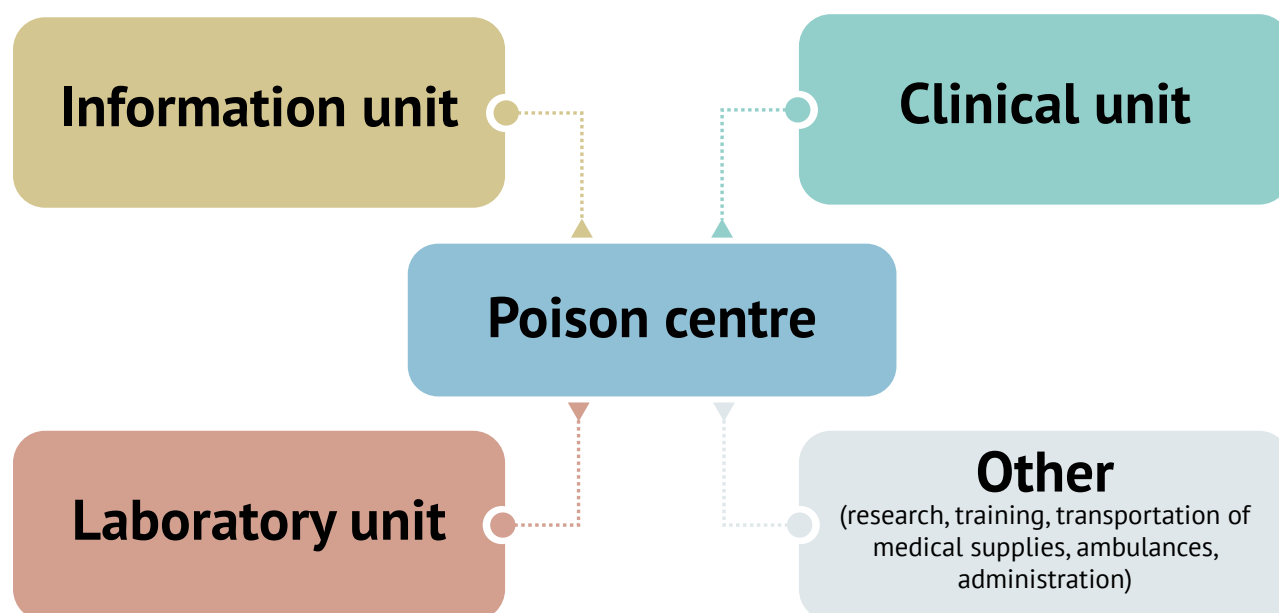 Information unit
Clinical unit
Poison centre
Laboratory unit
Other
(research, training, transportation of
medical supplies, ambulances,
administration)